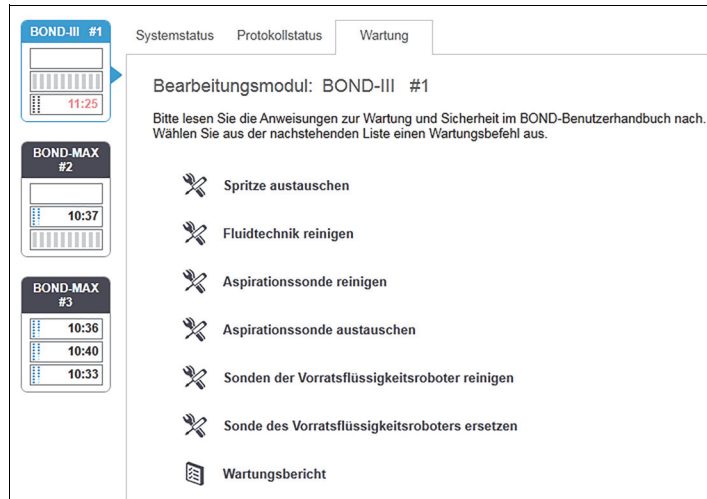 BOND-III #1
11:25
BOND-MAX
#2
10:37
BOND-MAX
#3
10:36
10:40
10:33
Systemstatus Protokollstatus Wartung
Bearbeitungsmodul: BOND-III #1
Bitte lesen Sie die Anweisungen zur Wartung und Sicherheit im BOND-Benutzerhandbuch nach.
Wählen Sie aus der nachstehenden Liste einen Wartungsbefehl aus.
Spritze austauschen
Fluidtechnik reinigen
Aspirationssonde reinigen
Aspirationssonde austauschen
Sonden der Vorratsflüssigkeitsroboter reinigen
Sonde des Vorratsflüssigkeitsroboters ersetzen
Wartungsbericht